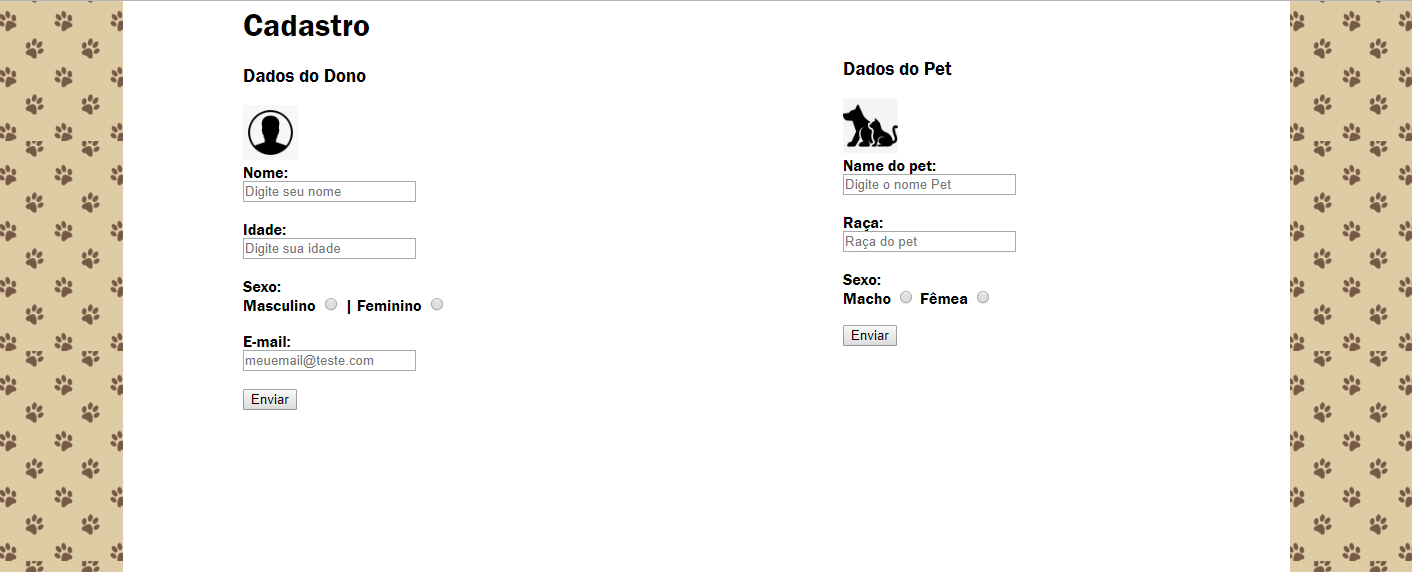 Cadastro
Dados do Dono
Nome:
Digite seu nome
Idade:
Digite sua idade
Sexo:
Masculino | Feminino
E-mail:
meuemail@teste.com
Enviar
Dados do Pet
Name do pet:
Digite o nome Pet
Raça:
Raça do pet
Sexo:
Macho Fêmea
Enviar